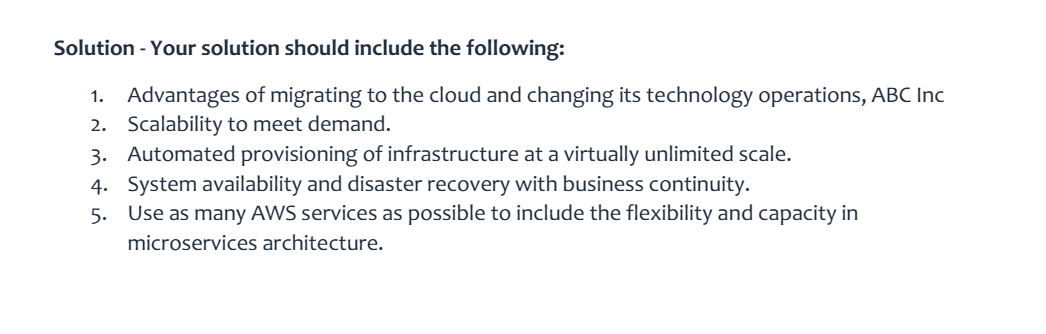 Solution - Your solution should include the following:
1. Advantages of migrating to the cloud and changing its technology operations, ABC Inc
2. Scalability to meet demand.
3. Automated provisioning of infrastructure at a virtually unlimited scale.
4. System availability and disaster recovery with business continuity.
5. Use as many AWS services as possible to include the flexibility and capacity in
microservices architecture.